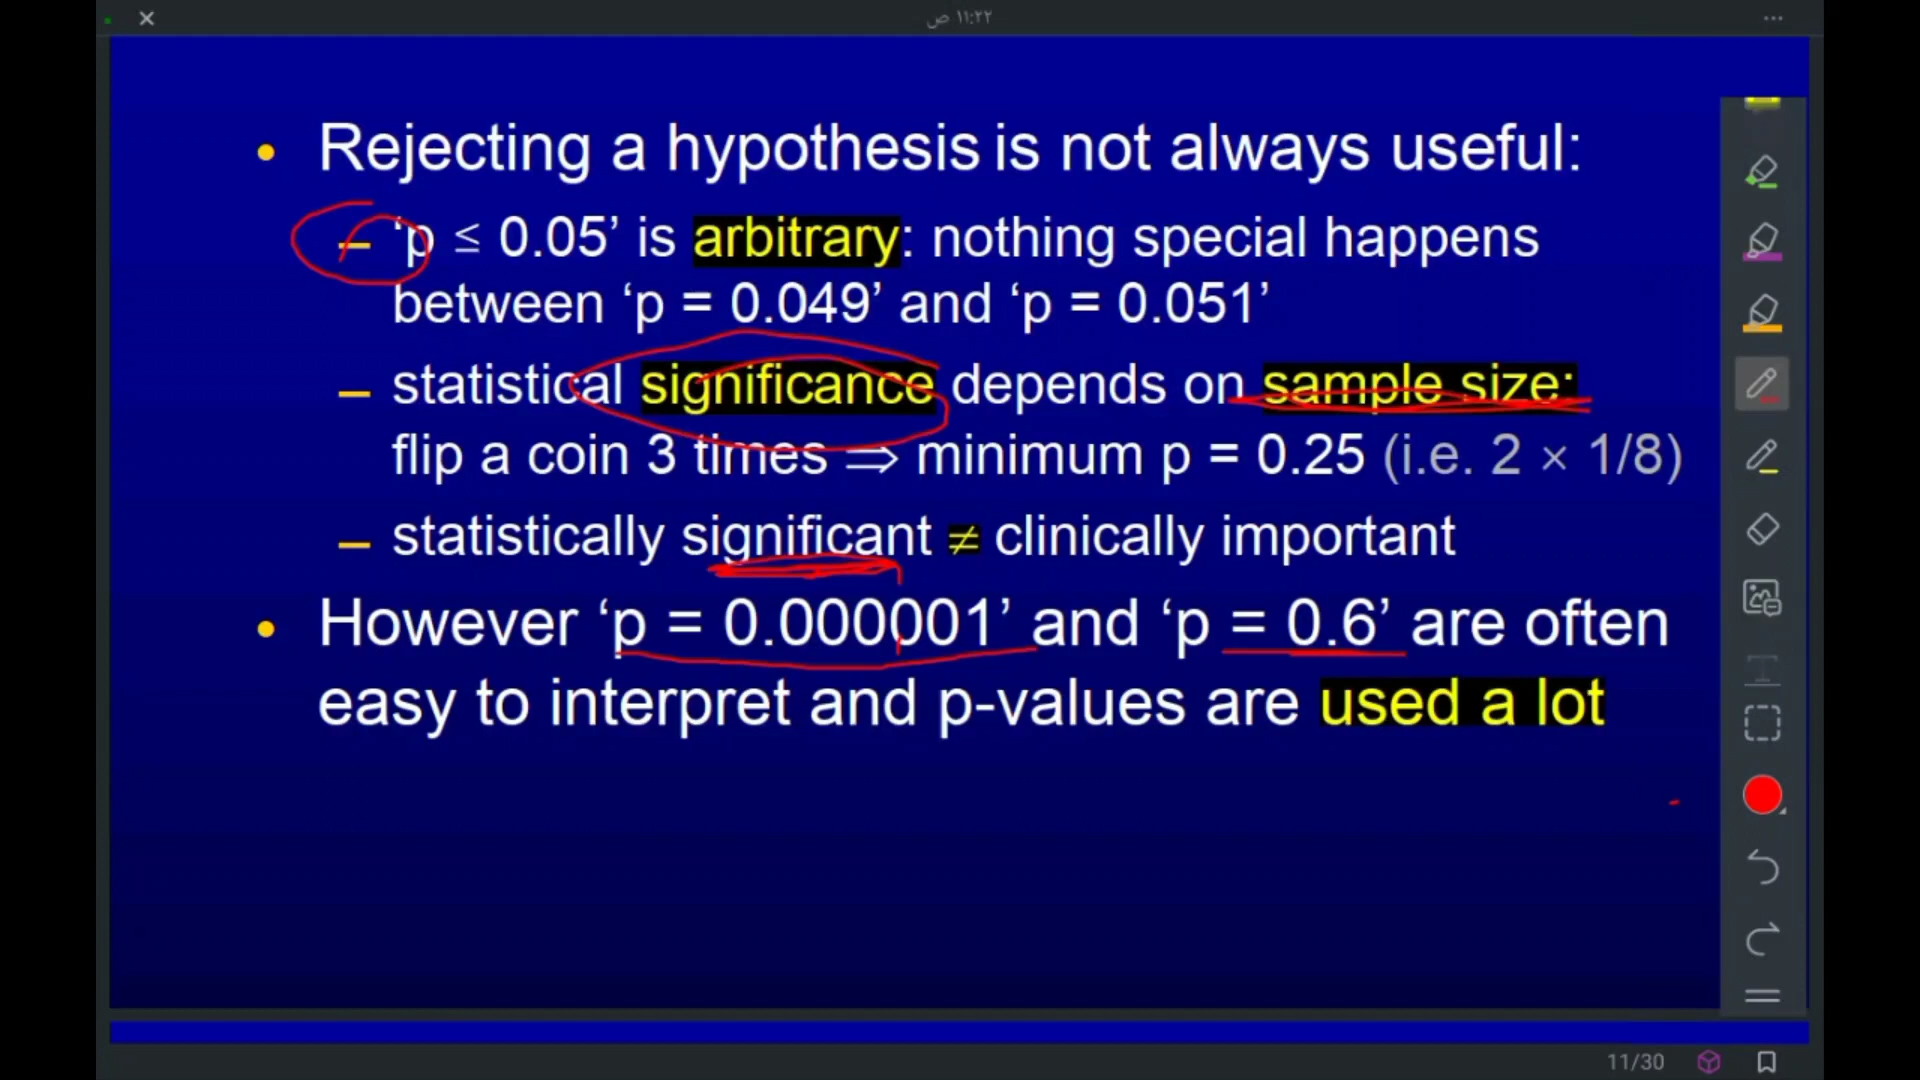 ١١:٢٢ ص
• Rejecting a hypothesis is not always useful:
– ‘p ≤ 0.05’ is arbitrary: nothing special happens
between ‘p = 0.049’ and ‘p = 0.051’
– statistical significance depends on sample size:
flip a coin 3 times ⇒ minimum p = 0.25 (i.e. 2 × 1/8)
– statistically significant ≠ clinically important
• However ‘p = 0.000001’ and ‘p = 0.6’ are often
easy to interpret and p-values are used a lot
11/30